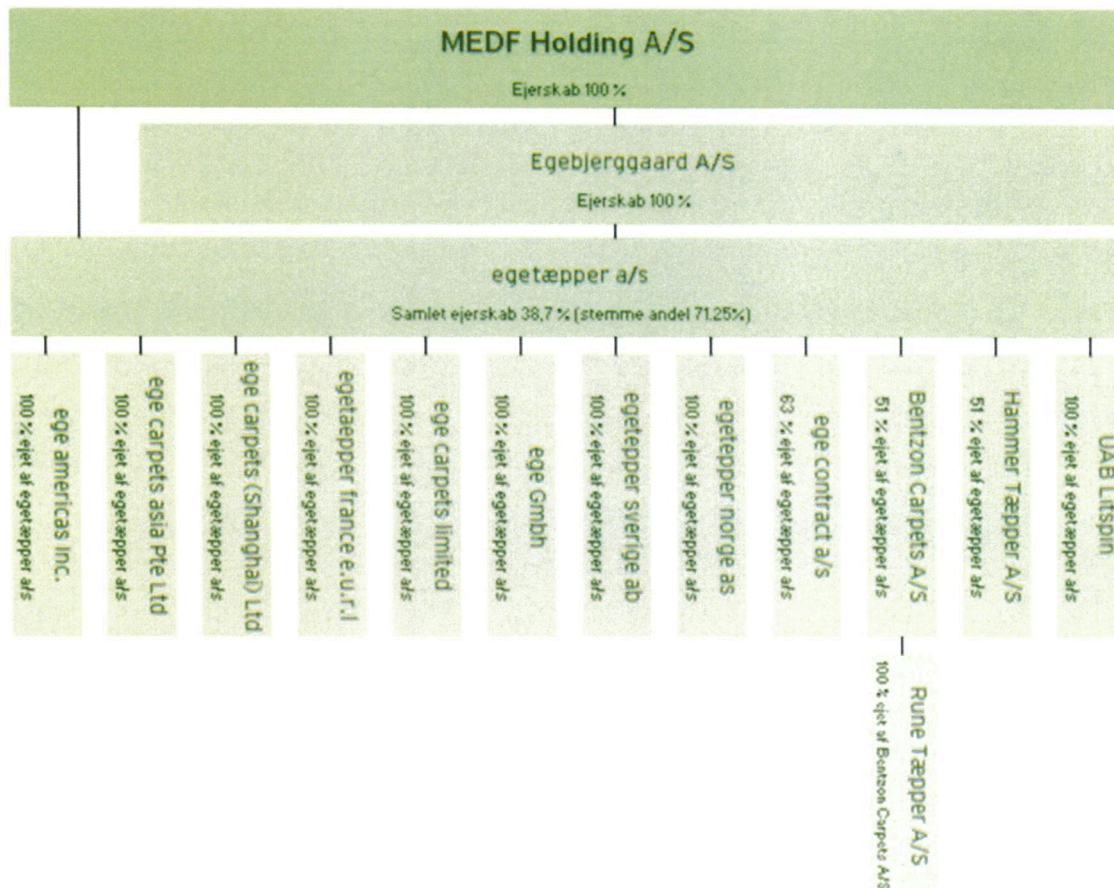 MEDF Holding A/S
Ejerskab 100 %
Egebjerggaard A/S
Ejerskab 100 %
egetæpper a/s
Samlet ejerskab 38,7 % (stemme andel 71.25%)
ege americas Inc.
100 % ejet af egetæpper a/s
ege carpets asia Pte Ltd
100 % ejet af egetæpper a/s
ege carpets (Shanghai) Ltd
100 % ejet af egetæpper a/s
egetaepper france e.u.r.l
100 % ejet af egetæpper a/s
ege carpets limited
100 % ejet af egetæpper a/s
ege Gmbh
100 % ejet af egetæpper a/s
egetepper sverige ab
100 % ejet af egetæpper a/s
egetepper norge as
100 % ejet af egetæpper a/s
ege contract a/s
63 % ejet af egetæpper a/s
Bentzon Carpets A/S
51 % ejet af egetæpper a/s
Hammer Tæpper A/S
51 % ejet af egetæpper a/s
UAB Litspin
100 % ejet af egetæpper a/s
Rune Tæpper A/S
100 % ejet af Bentzon Carpets A/S